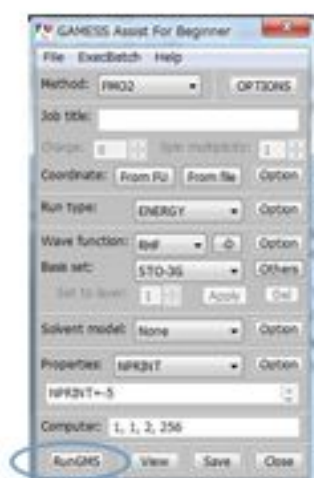 GAMESS Assist For Beginner
File ExecBatch Help
Method: FMO2 OPTIONS
Job title:
Charge: 0 Spin multiplicity: 1
Coordinate: From FU From file Option
Run type: ENERGY Option
Wave function: RHF Option
Basis set: STO-3G Others
Set to layer: 1 Apply Del
Solvent model: None Option
Properties: NPRINT Option
NPRINT=-5
Computer: 1, 1, 2, 256
RunGMS View Save Close